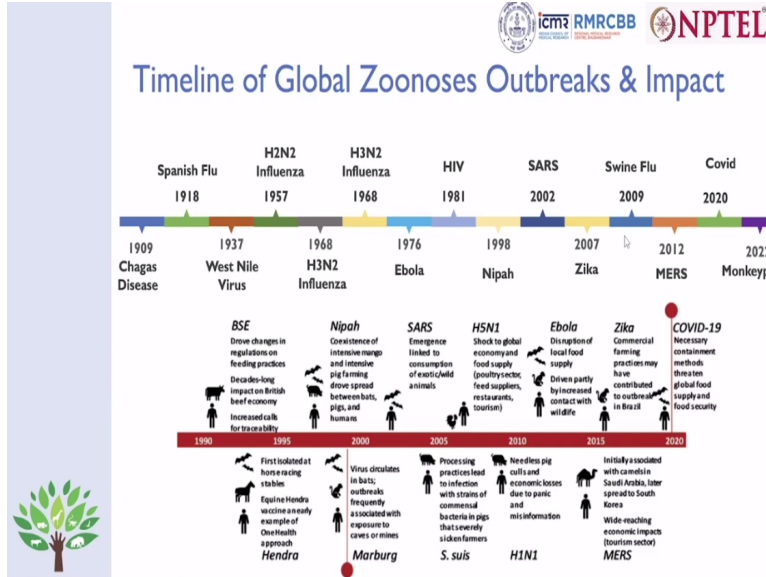 icmr RMRCBB
NPTEL
Timeline of Global Zoonoses Outbreaks & Impact
Spanish Flu
1918
H2N2
Influenza
1957
H3N2
Influenza
1968
HIV
1981
SARS
2002
Swine Flu
2009
Covid
2020
1909
Chagas
Disease
1937
West Nile
Virus
1968
H3N2
Influenza
1976
Ebola
1998
Nipah
2007
Zika
2012
MERS
202
Monkeyp
BSE
Drove changes in
regulations on
feeding practices
Decades-long
impact on British
beef economy
Increased calls
for traceability
Nipah
Coexistence of
intensive mango
and intensive
pig farming
drove spread
between bats,
pigs, and
humans
SARS
Emergence
linked to
consumption
of exotic/wild
animals
H5N1
Shock to global
economy and
food supply
(poultry sector,
feed suppliers,
restaurants,
tourism)
Ebola
Disruption of
local food
supply
Driven partly
by increased
contact with
wildlife
Zika
Commercial
farming
practices may
have
contributed
to outbreak
in Brazil
COVID-19
Necessary
containment
methods
threaten
global food
supply and
food security
1990 1995 2000 2005 2010 2015 2020
First isolated at
horse racing
stables
Equine Hendra
vaccine an early
example of
One Health
approach
Hendra
Virus circulates
in bats;
outbreaks
frequently
associated with
exposure to
caves or mines
Marburg
Processing
practices lead
to infection
with strains of
commensal
bacteria in pigs
that severely
sicken farmers
S. suis
Needless pig
culls and
economic losses
due to panic
and
misinformation
H1N1
Initially associated
with camels in
Saudi Arabia, later
spread to South
Korea
Wide-reaching
economic impacts
(tourism sector)
MERS